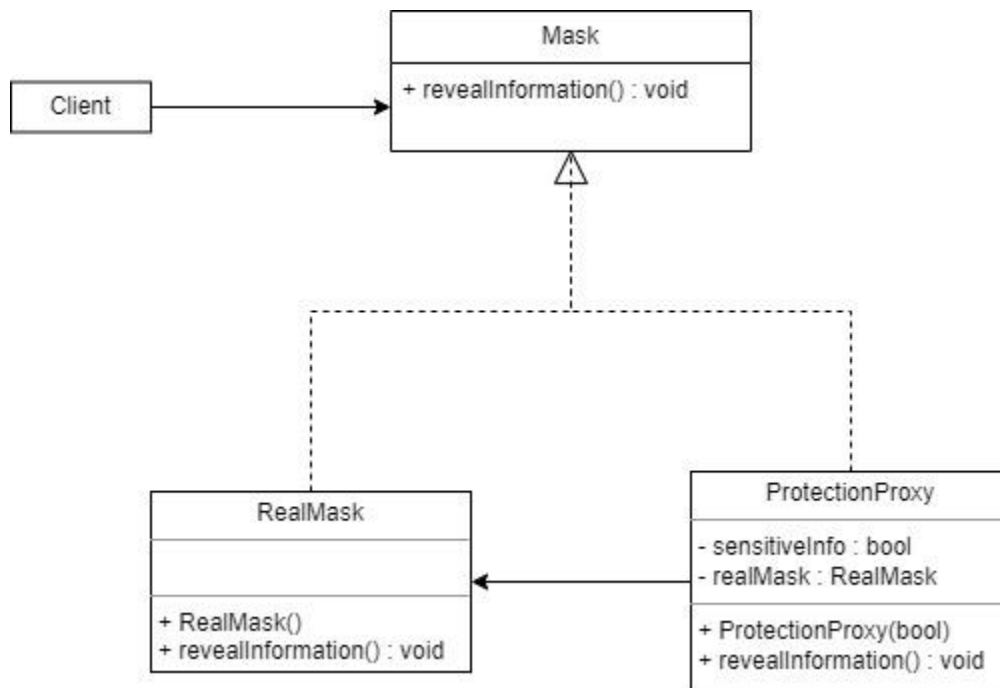 Mask
+ revealInformation() : void
Client
RealMask
+ RealMask()
+ revealInformation() : void
ProtectionProxy
- sensitiveInfo : bool
- realMask : RealMask
+ ProtectionProxy(bool)
+ revealInformation() : void